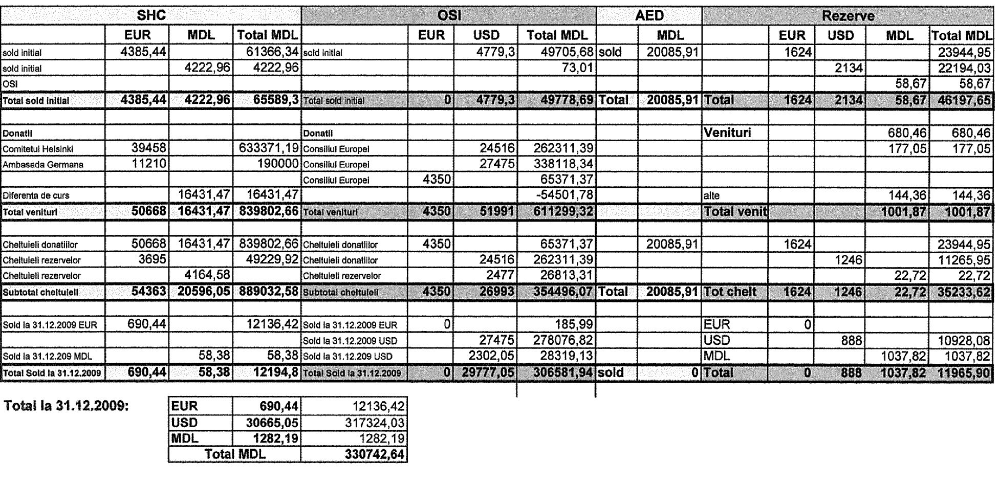 SHC OSI AED Rezerve
EUR MDL Total MDL EUR USD Total MDL MDL EUR USD MDL Total MDL
sold initial 4385,44 61366,34 sold initial 4779,3 49705,68 sold 20085,91 1624 23944,95
sold initial 4222,96 4222,96 73,01 2134 22194,03
OSI 58,67 58,67
Total sold initial 4385,44 4222,96 65589,3 Total sold initial 0 4779,3 49778,69 Total 20085,91 Total 1624 2134 58,67 46197,65
Donatii Donatii Venituri 680,46 680,46
Comitetul Helsinki 39458 633371,19 Consiliul Europei 24516 262311,39 177,05 177,05
Ambasada Germana 11210 190000 Consiliul Europei 27475 338118,34
Consiliul Europei 4350 65371,37
Diferenta de curs 16431,47 16431,47 -54501,78 alte 144,36 144,36
Total venituri 50668 16431,47 839802,66 Total venituri 4350 51991 611299,32 Total venit 1001,87 1001,87
Cheltuieli donatiilor 50668 16431,47 839802,66 Cheltuieli donatiilor 4350 65371,37 20085,91 1624 23944,95
Cheltuieli rezervelor 3695 49229,92 Cheltuieli donatiilor 24516 262311,39 1246 11265,95
Cheltuieli rezervelor 4164,58 Cheltuieli rezervelor 2477 26813,31 22,72 22,72
Subtotal cheltuieli 54363 20596,05 889032,58 Subtotal cheltuieli 4350 26993 354496,07 Total 20085,91 Tot chelt 1624 1246 22,72 35233,62
Sold la 31.12.2009 EUR 690,44 12136,42 Sold la 31.12.2009 EUR 0 185,99 EUR 0
Sold la 31.12.2009 USD 27475 278076,82 USD 888 10928,08
Sold la 31.12.209 MDL 58,38 58,38 Sold la 31.12.209 USD 2302,05 28319,13 MDL 1037,82 1037,82
Total Sold la 31.12.2009 690,44 58,38 12194,8 Total Sold la 31.12.2009 0 29777,05 306581,94 sold 0 Total 0 888 1037,82 11965,90
Total la 31.12.2009: EUR 690,44 12136,42
USD 30665,05 317324,03
MDL 1282,19 1282,19
Total MDL 330742,64